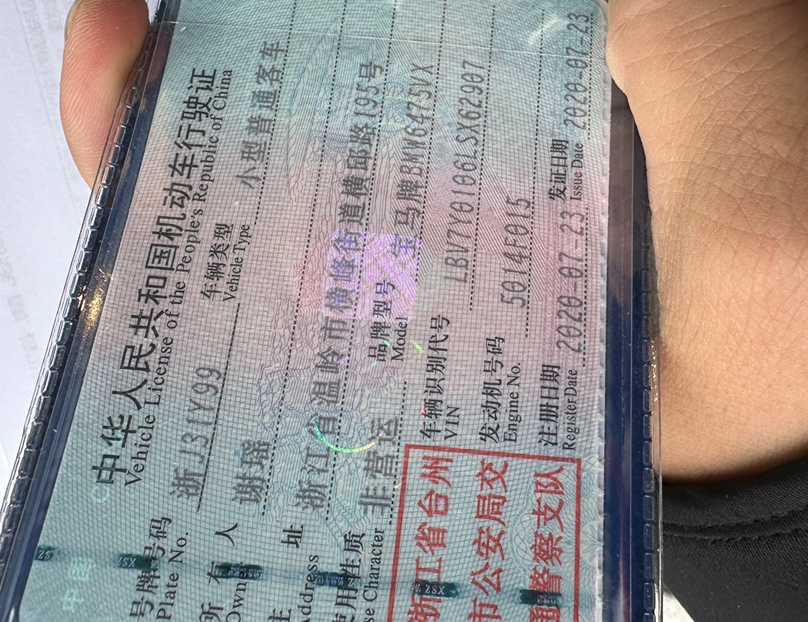 中华人民共和国机动车行驶证
Vehicle License of the People's Republic of China
号牌号码 浙J31Y99 车辆类型 小型普通客车
Plate No. Vehicle Type
所有人 谢瑶
Own
址 浙江省温岭市横峰街道横邱路195号
Address
使用性质 非营运 品牌型号 宝马牌BMW6475VX
se Character Model
浙江省台州
市公安局交
通警察支队
车辆识别代号 LBV7Y0106LSX62907
VIN
发动机号码 5014F015
Engine No.
注册日期 2020-07-23 发证日期 2020-07-23
Register Date Issue Date
中国